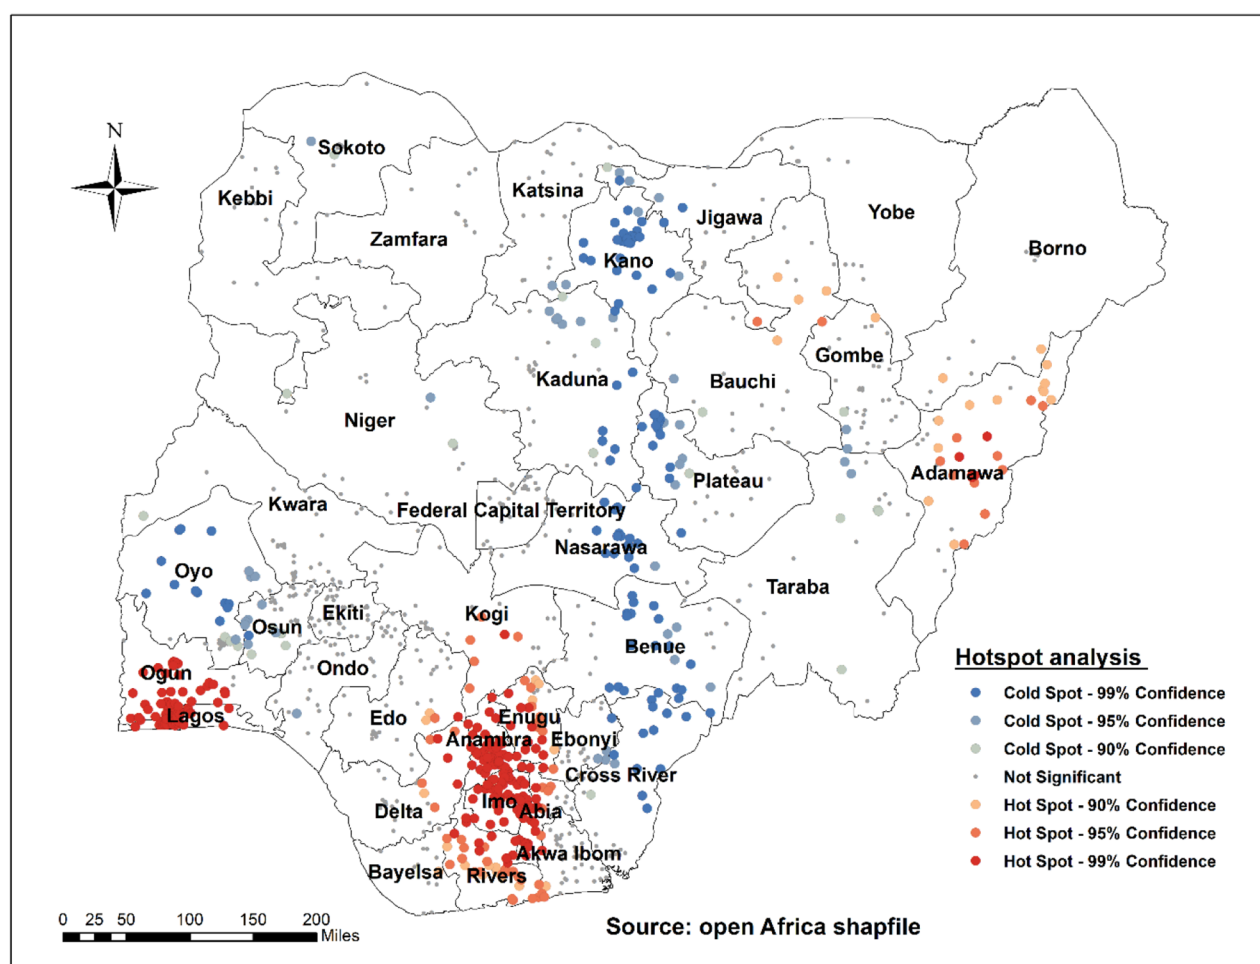 N
Sokoto
Kebbi
Katsina
Zamfara
Jigawa
Yobe
Borno
Kano
Gombe
Kaduna
Bauchi
Niger
Adamawa
Plateau
Kwara
Federal Capital Territory
Nasarawa
Oyo
Taraba
Ekiti
Kogi
Osun
Benue
Ondo
Ogun
Lagos
Edo
Enugu
Anambra
Ebonyi
Cross River
Imo
Abia
Delta
Akwa Ibom
Bayelsa
Rivers
Hotspot analysis
Cold Spot - 99% Confidence
Cold Spot - 95% Confidence
Cold Spot - 90% Confidence
Not Significant
Hot Spot - 90% Confidence
Hot Spot - 95% Confidence
Hot Spot - 99% Confidence
0 25 50 100 150 200
Miles
Source: open Africa shapfile